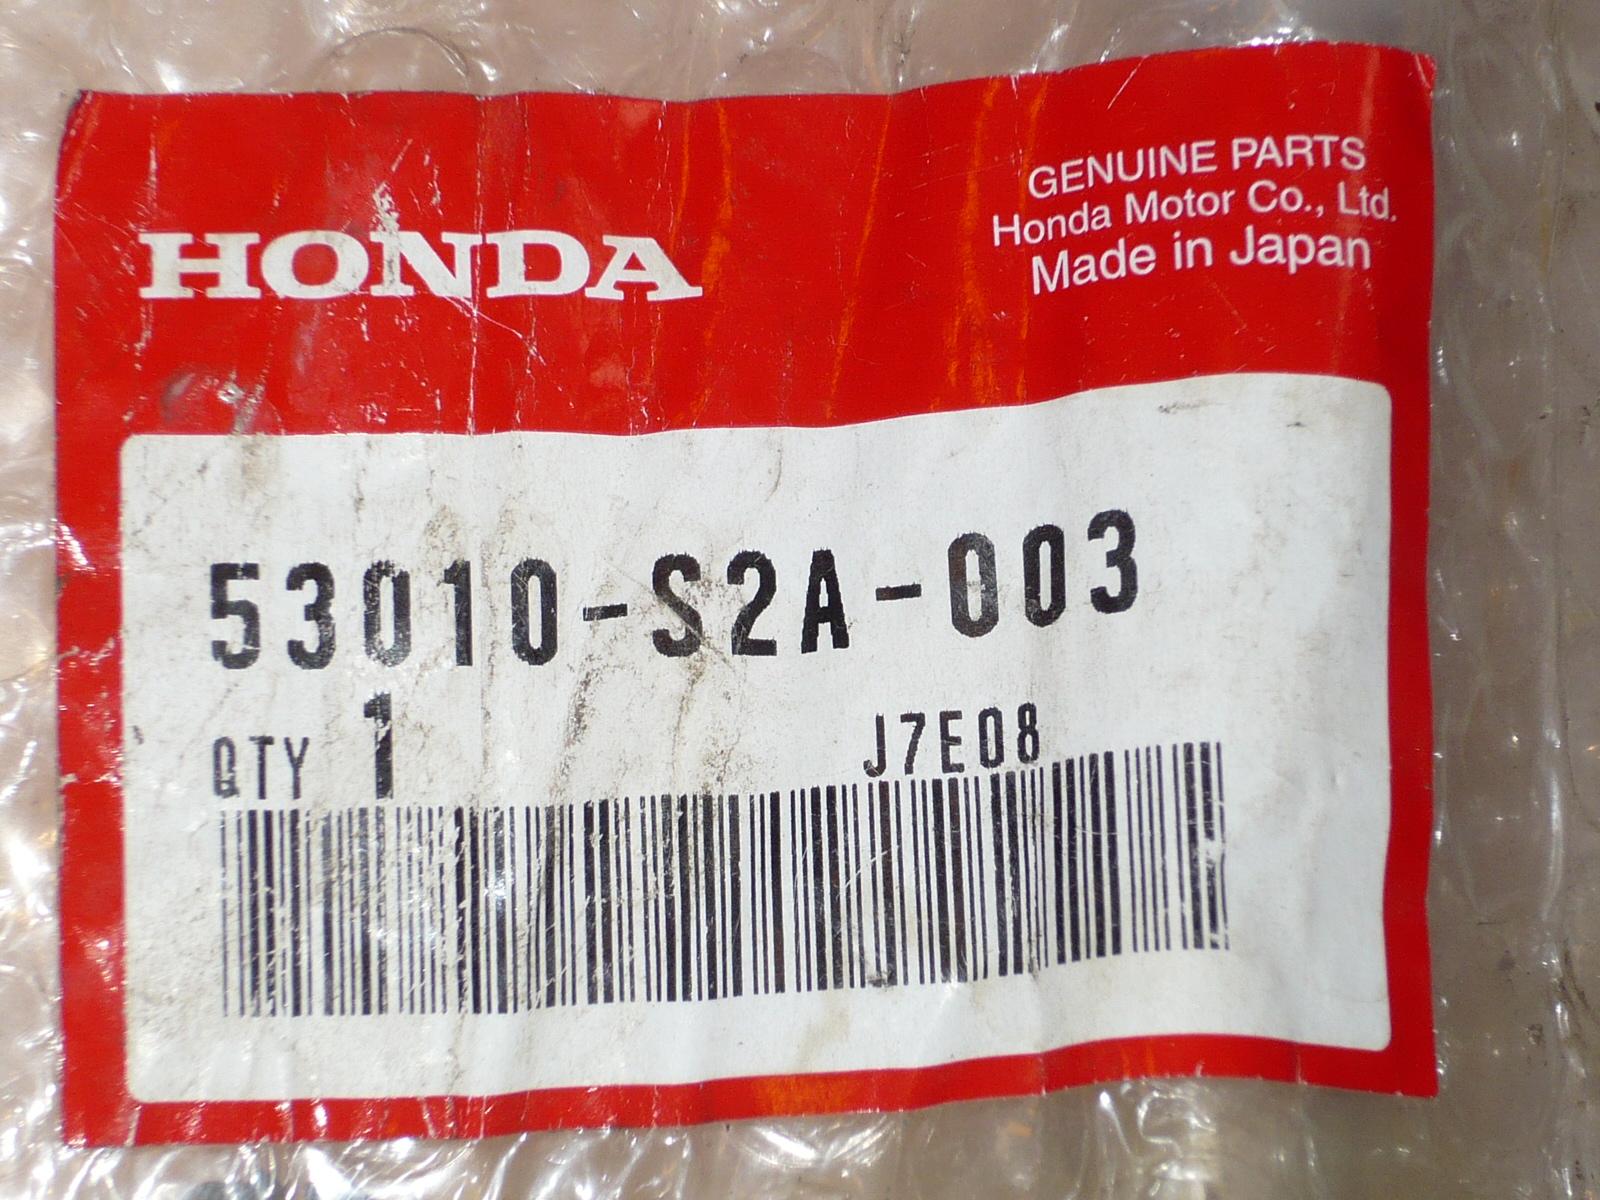 HONDA
GENUINE PARTS
Honda Motor Co., Ltd.
Made in Japan
53010-S2A-003
QTY 1 J7E08